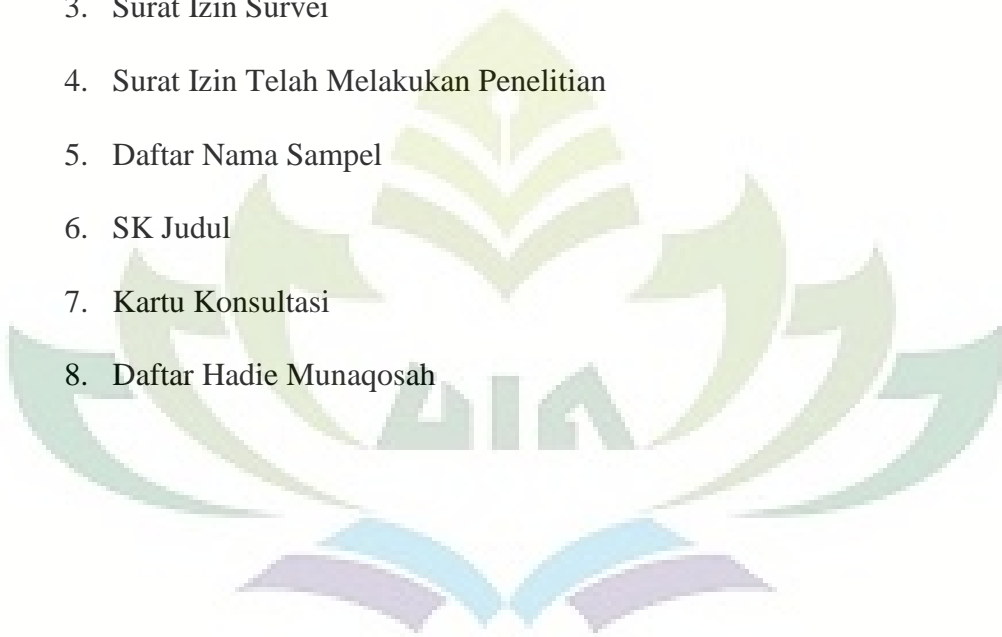 3. Surat Izin Survei
4. Surat Izin Telah Melakukan Penelitian
5. Daftar Nama Sampel
6. SK Judul
7. Kartu Konsultasi
8. Daftar Hadie Munaqosah
UIN